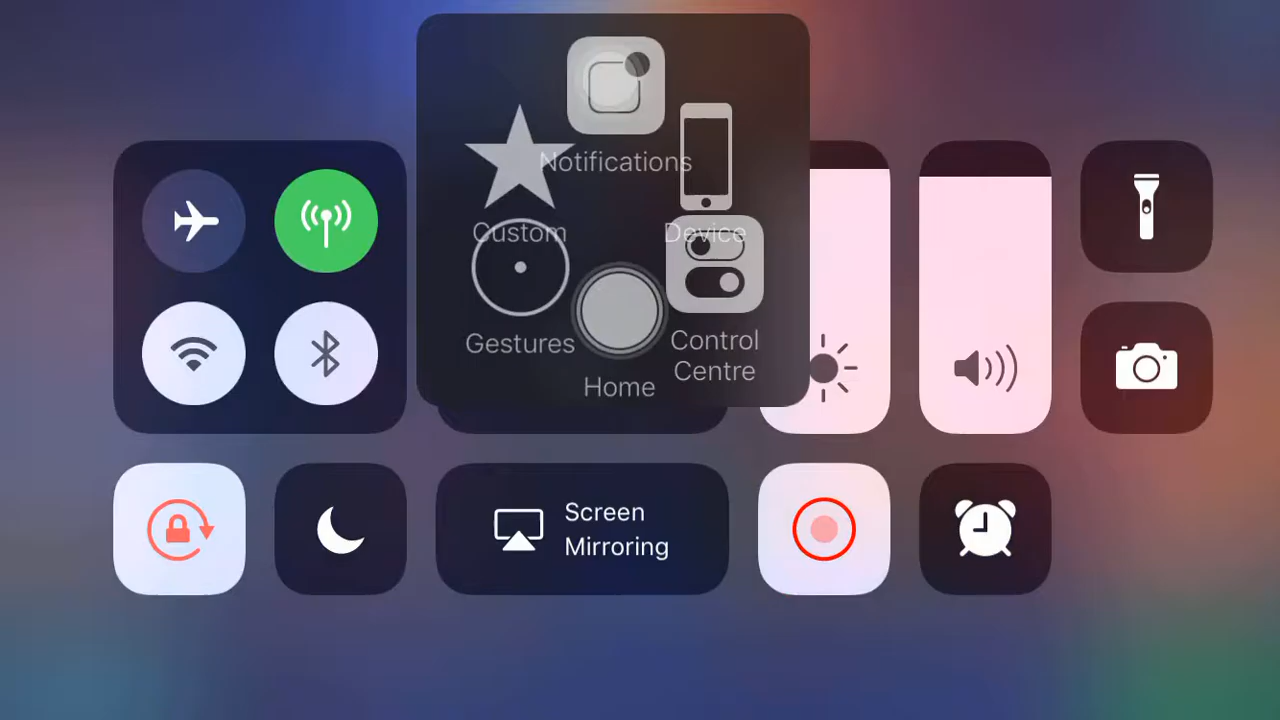 Notifications
Custom
Device
Gestures
Control
Centre
Home
Screen
Mirroring